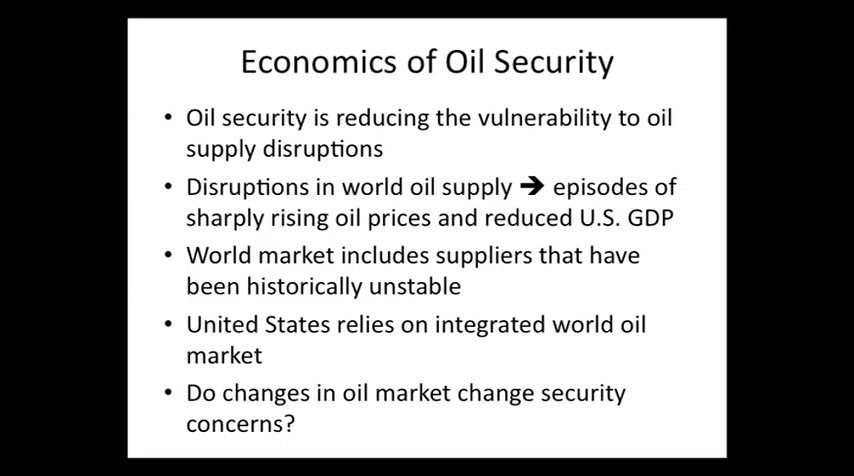 Economics of Oil Security
• Oil security is reducing the vulnerability to oil
supply disruptions
• Disruptions in world oil supply ➔ episodes of
sharply rising oil prices and reduced U.S. GDP
• World market includes suppliers that have
been historically unstable
• United States relies on integrated world oil
market
• Do changes in oil market change security
concerns?